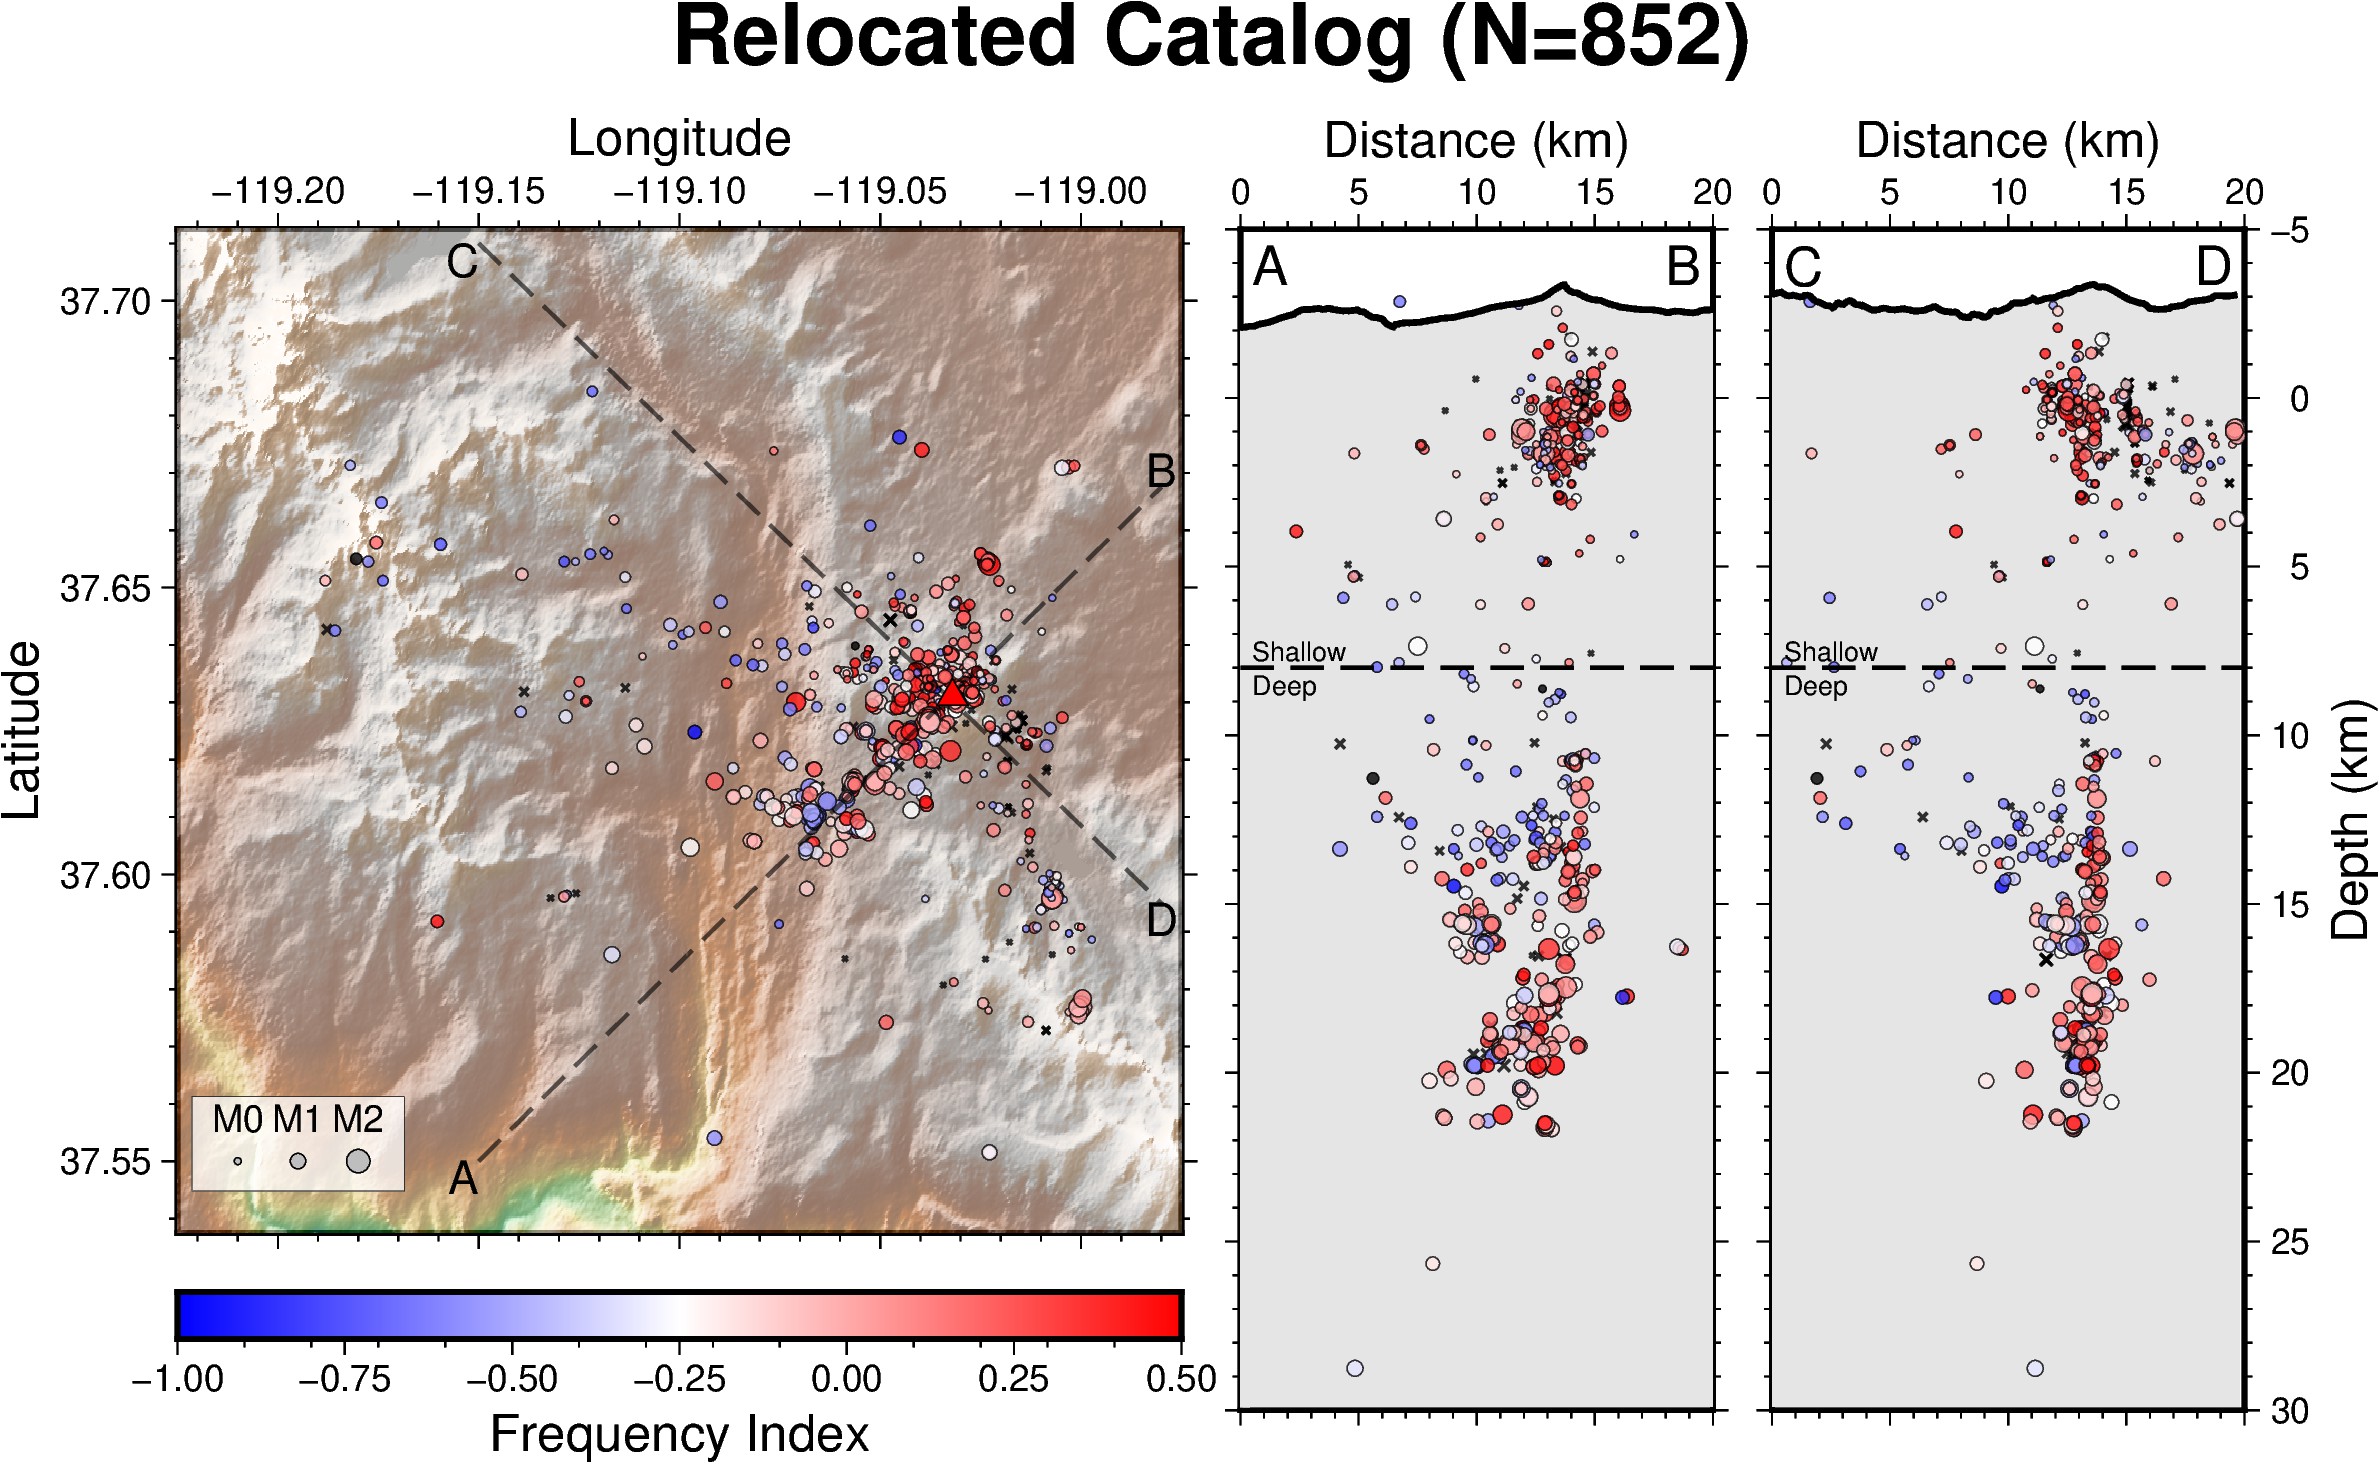 Relocated Catalog (N=852)
Longitude
−119.20 −119.15 −119.10 −119.05 −119.00
Latitude
37.70
37.65
37.60
37.55
C
B
D
A
M0 M1 M2
−1.00 −0.75 −0.50 −0.25 0.00 0.25 0.50
Frequency Index
Distance (km)
0 5 10 15 20
A B
Shallow
Deep
Distance (km)
0 5 10 15 20
C D
Shallow
Deep
−5
0
5
10
15
20
25
30
Depth (km)